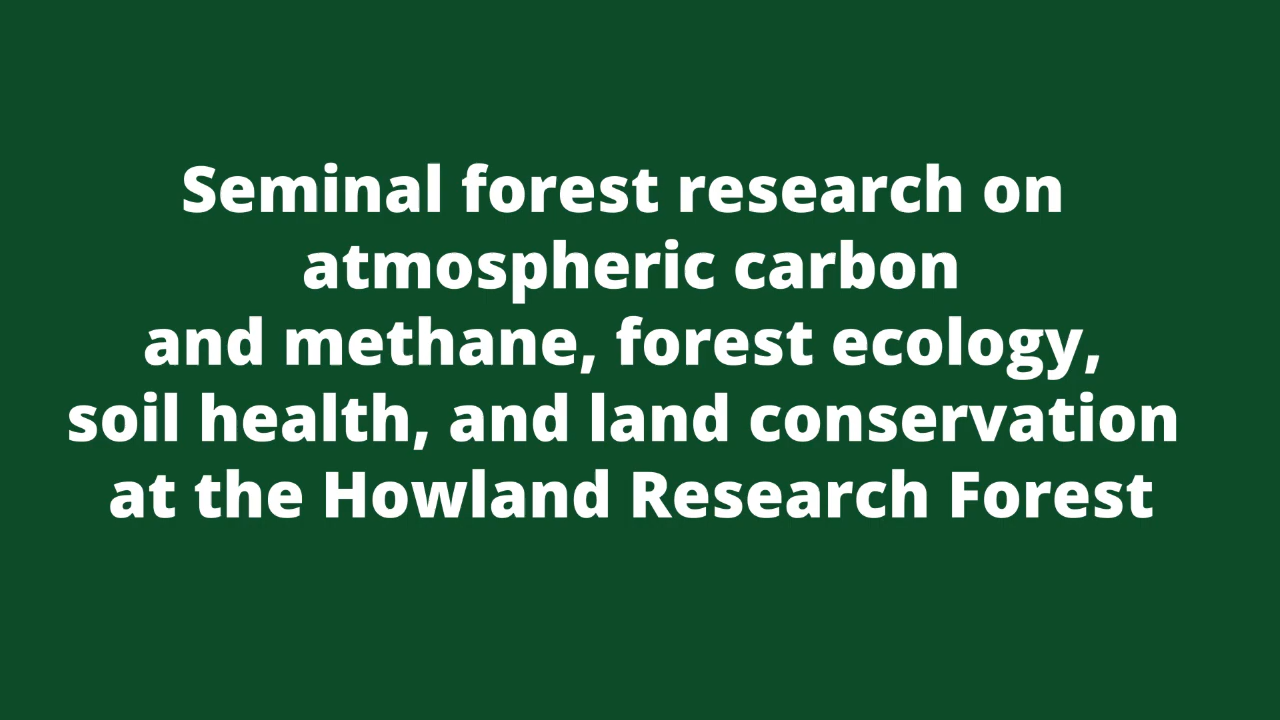 Seminal forest research on
atmospheric carbon
and methane, forest ecology,
soil health, and land conservation
at the Howland Research Forest